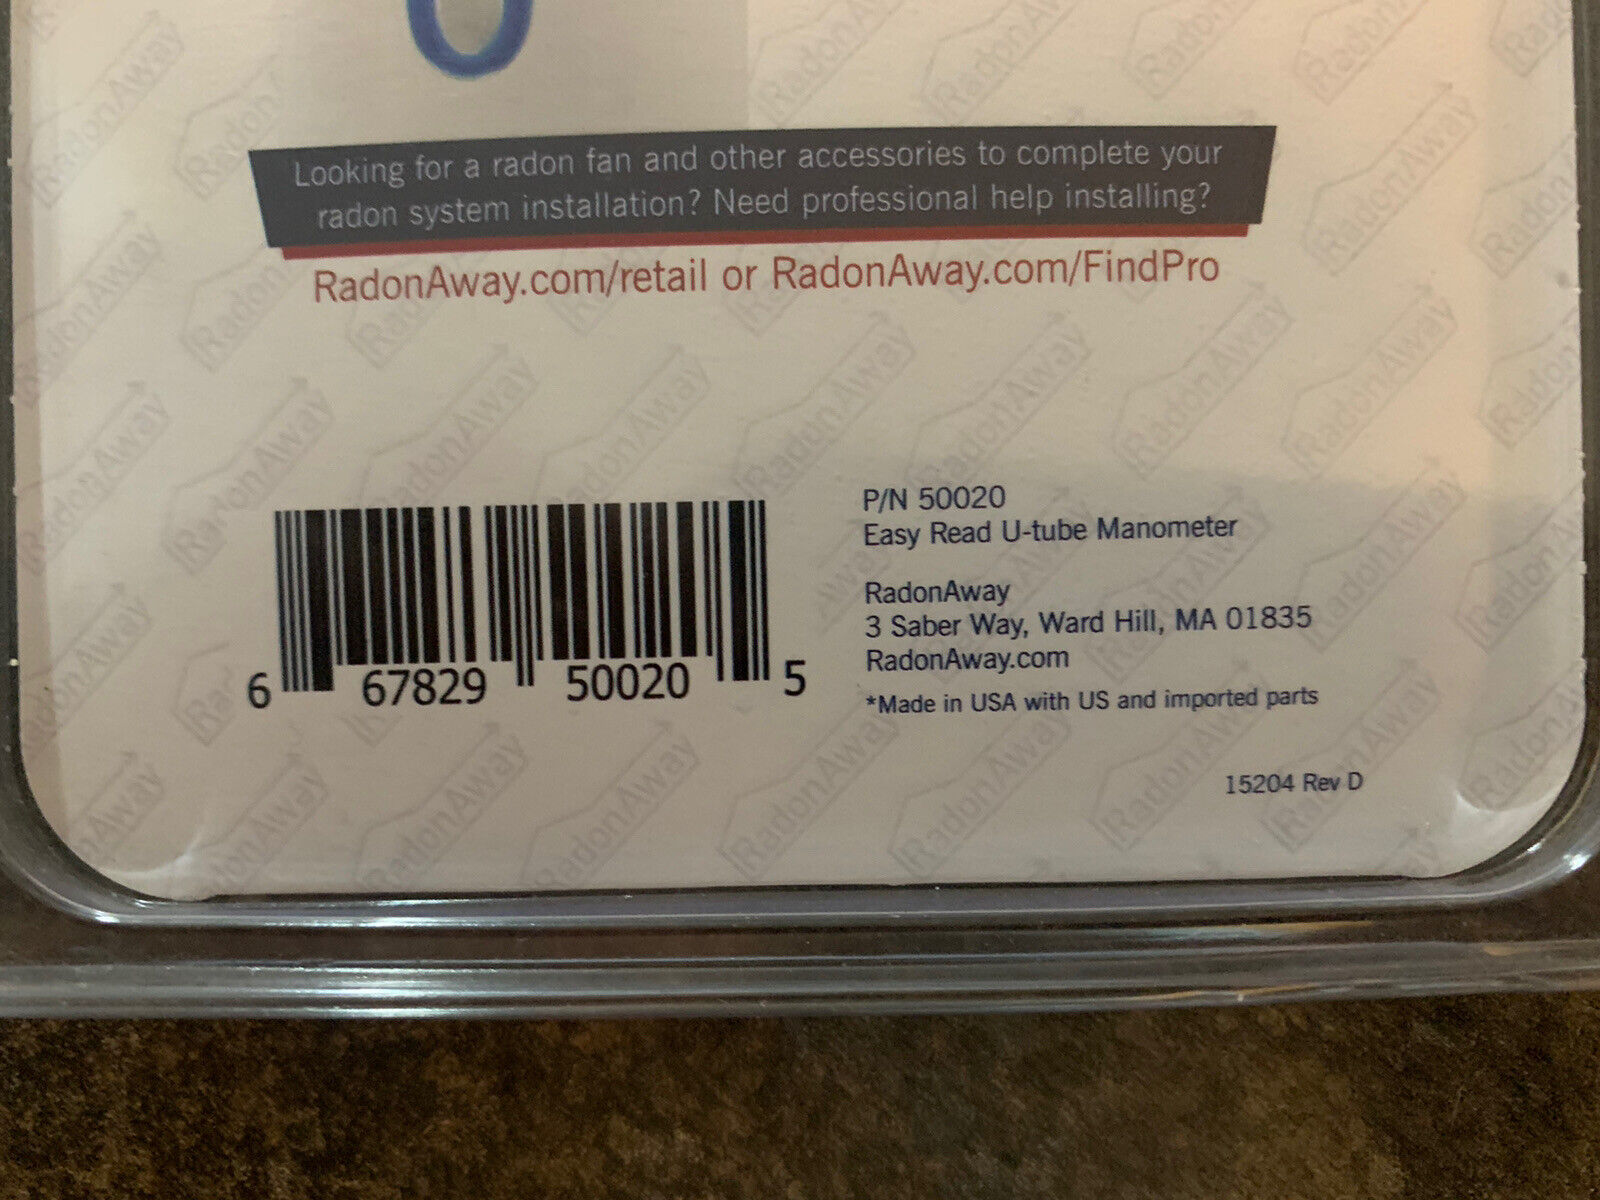 Looking for a radon fan and other accessories to complete your
radon system installation? Need professional help installing?
RadonAway.com/retail or RadonAway.com/FindPro
P/N 50020
Easy Read U-tube Manometer
RadonAway
3 Saber Way, Ward Hill, MA 01835
RadonAway.com
*Made in USA with US and imported parts
6 67829 50020 5
15204 Rev D